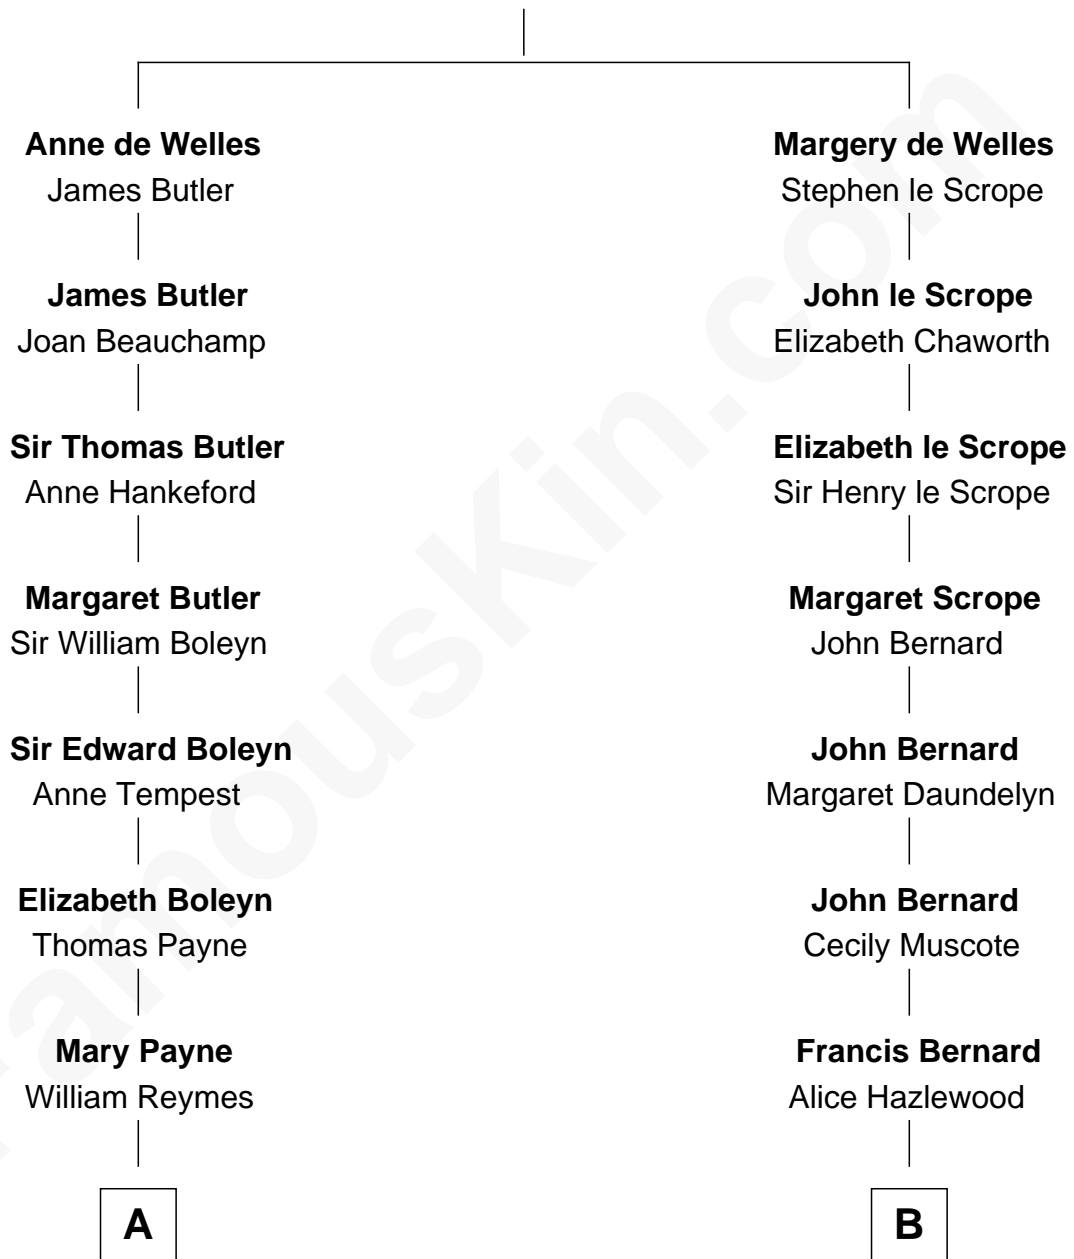 Anne de Welles
James Butler
James Butler
Joan Beauchamp
Sir Thomas Butler
Anne Hankeford
Margaret Butler
Sir William Boleyn
Sir Edward Boleyn
Anne Tempest
Elizabeth Boleyn
Thomas Payne
Mary Payne
William Reymes
A
Margery de Welles
Stephen le Scrope
John le Scrope
Elizabeth Chaworth
Elizabeth le Scrope
Sir Henry le Scrope
Margaret Scrope
John Bernard
John Bernard
Margaret Daundelyn
John Bernard
Cecily Muscote
Francis Bernard
Alice Hazlewood
B
FamousKin.com